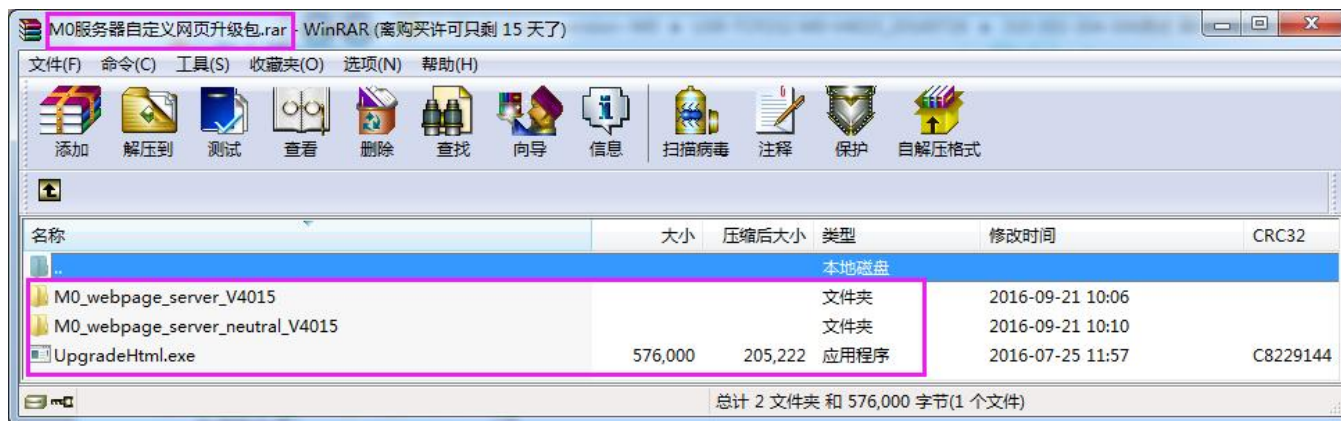 M0服务器自定义网页升级包.rar - WinRAR (离购买许可只剩 15 天了)
文件(F) 命令(C) 工具(S) 收藏夹(O) 选项(N) 帮助(H)
添加 解压到 测试 查看 删除 查找 向导 信息 扫描病毒 注释 保护 自解压格式
名称 大小 压缩后大小 类型 修改时间 CRC32
.. 本地磁盘
M0_webpage_server_V4015 文件夹 2016-09-21 10:06
M0_webpage_server_neutral_V4015 文件夹 2016-09-21 10:10
UpgradeHtml.exe 576,000 205,222 应用程序 2016-07-25 11:57 C8229144
总计 2 文件夹 和 576,000 字节(1 个文件)